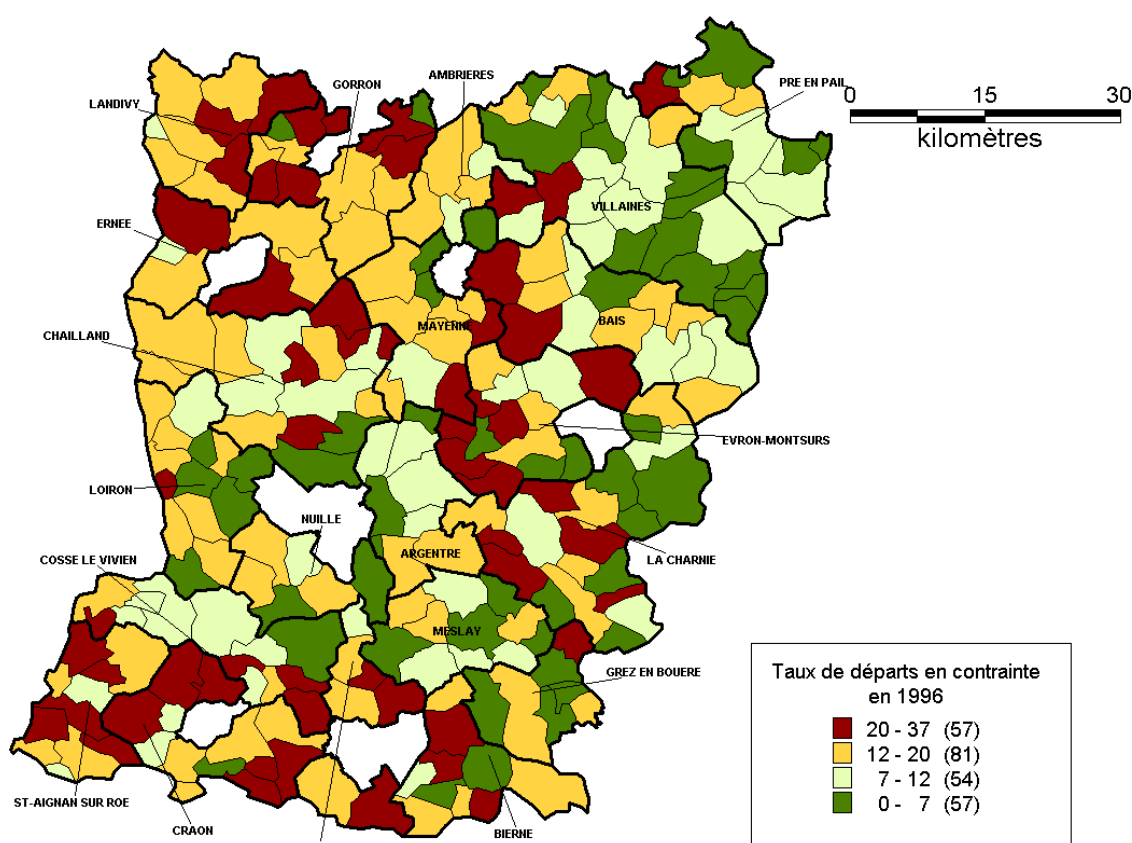 GORRON
AMBRIERES
PRE EN PAIL
LANDIVY
0 15 30
kilomètres
VILLAINES
ERNEE
CHAILLAND
MAYENNE
BAIS
EVRON-MONTSURS
LOIRON
NUILLE
COSSE LE VIVIEN
ARGENTRE
LA CHARNIE
MESLAY
GREZ EN BOUERE
ST-AIGNAN SUR ROE
CRAON
BIERNE
Taux de départs en contrainte
en 1996
20 - 37 (57)
12 - 20 (81)
7 - 12 (54)
0 - 7 (57)